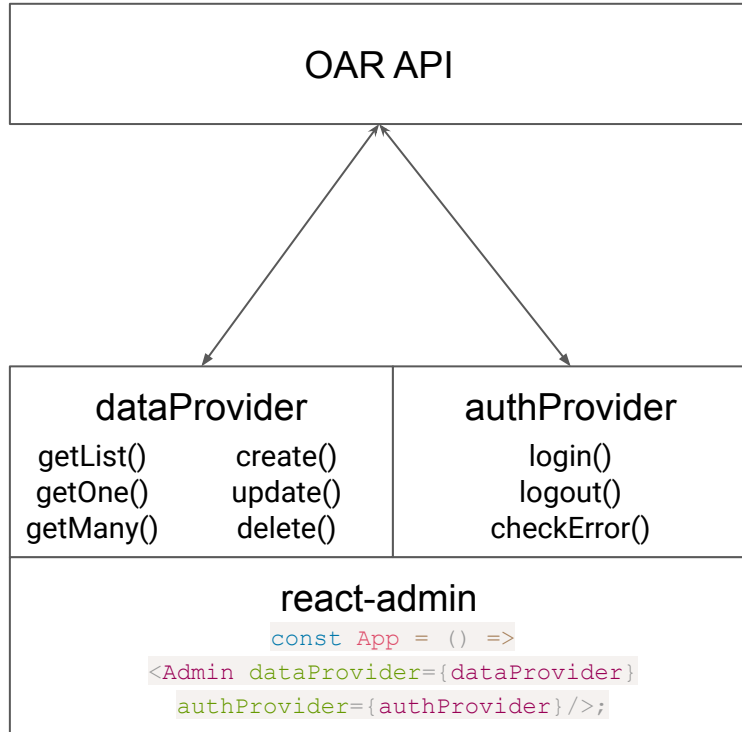 OAR API
dataProvider
getList() create()
getOne() update()
getMany() delete()
authProvider
login()
logout()
checkError()
react-admin
const App = () =>
<Admin dataProvider={dataProvider}
authProvider={authProvider}/>;